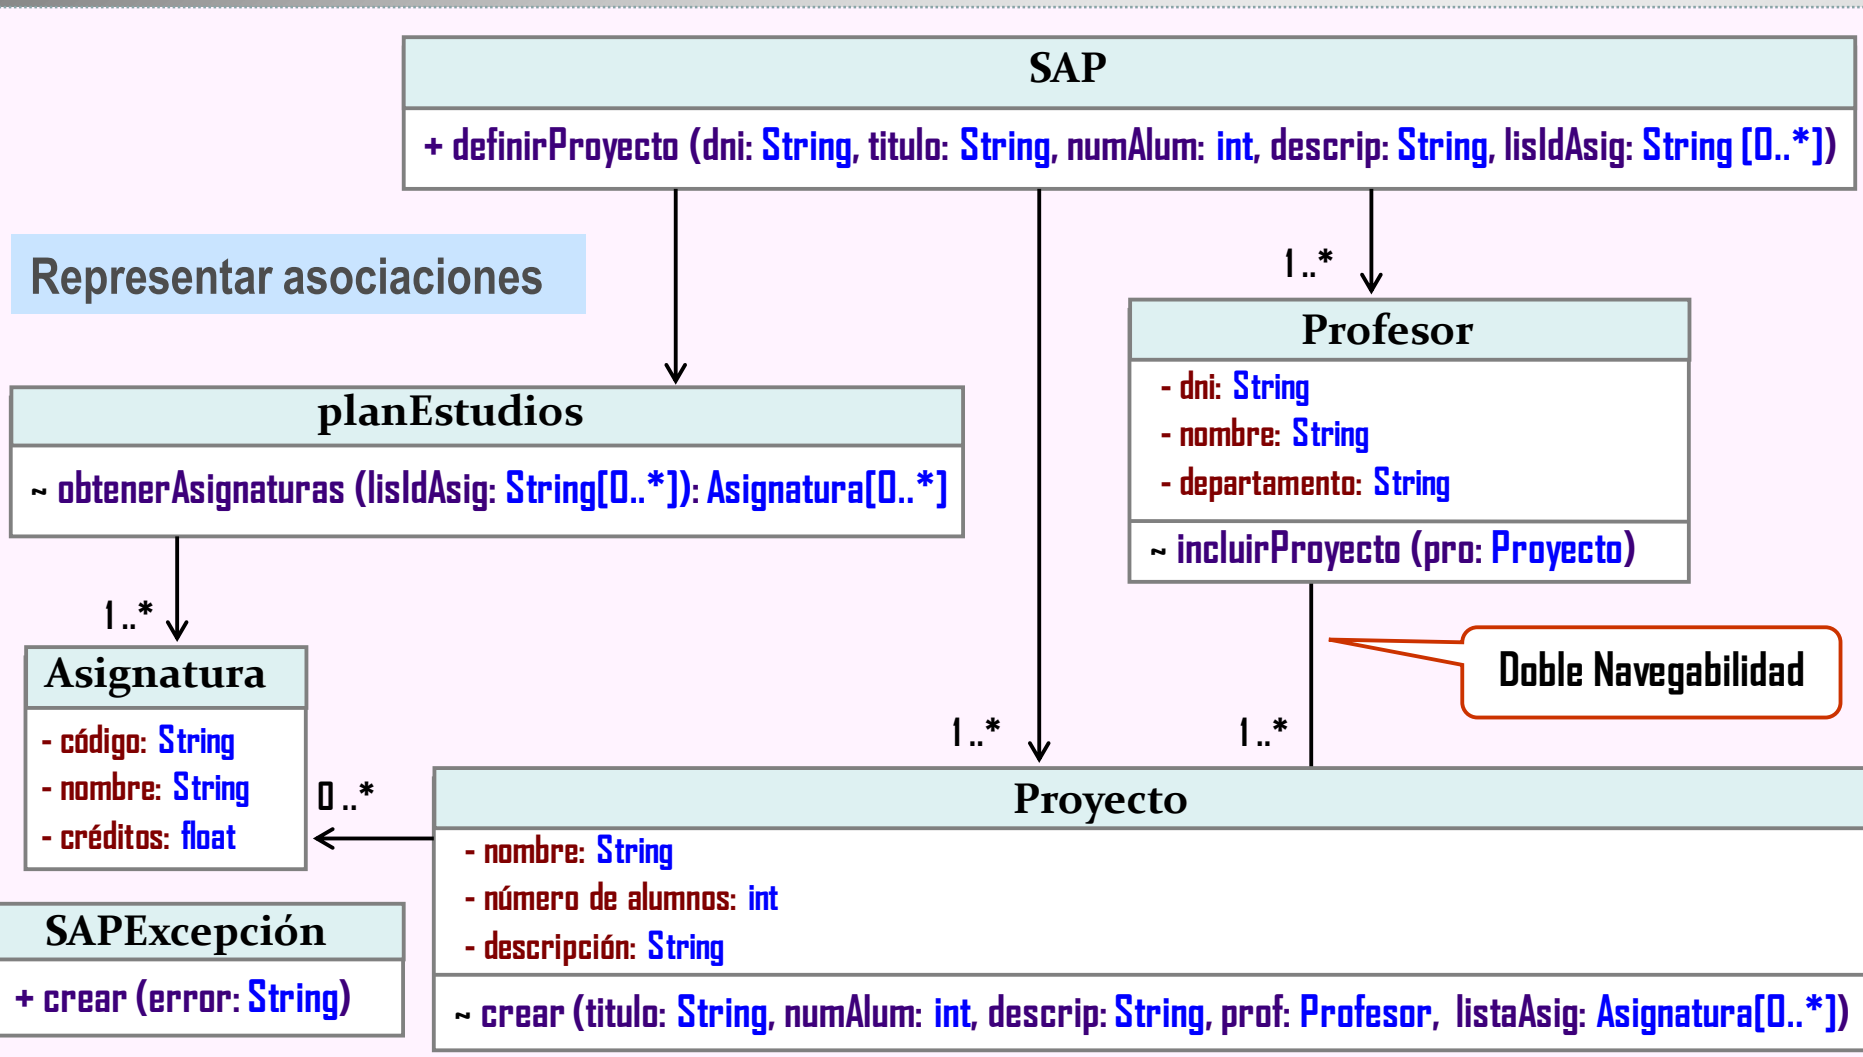 SAP
+ definirProyecto (dni: String, titulo: String, numAlum: int, descrip: String, lisIdAsig: String [0..*])
Representar asociaciones
1..*
Profesor
- dni: String
- nombre: String
- departamento: String
~ incluirProyecto (pro: Proyecto)
planEstudios
~ obtenerAsignaturas (lisIdAsig: String[0..*]): Asignatura[0..*]
1..*
Asignatura
- código: String
- nombre: String
- créditos: float
Doble Navegabilidad
1..*
1..*
0..*
Proyecto
- nombre: String
- número de alumnos: int
- descripción: String
~ crear (titulo: String, numAlum: int, descrip: String, prof: Profesor, listaAsig: Asignatura[0..*])
SAPExcepción
+ crear (error: String)